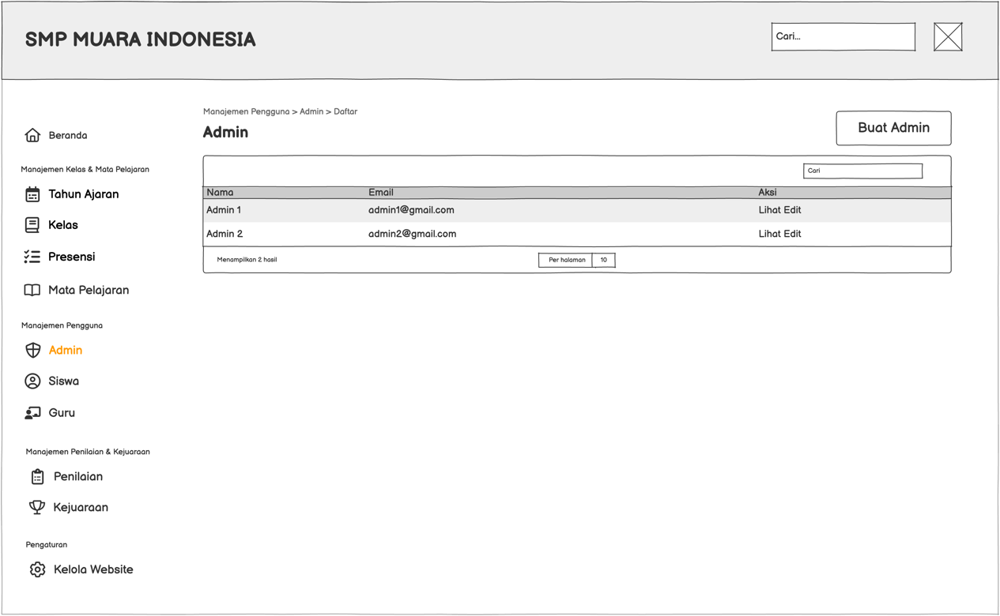 SMP MUARA INDONESIA
Cari...
Beranda
Manajemen Kelas & Mata Pelajaran
Tahun Ajaran
Kelas
Presensi
Mata Pelajaran
Manajemen Pengguna
Admin
Siswa
Guru
Manajemen Penilaian & Kejuaraan
Penilaian
Kejuaraan
Pengaturan
Kelola Website
Manajemen Pengguna > Admin > Daftar
Admin
Buat Admin
Cari
Nama Email Aksi
Admin 1 admin1@gmail.com Lihat Edit
Admin 2 admin2@gmail.com Lihat Edit
Menampilkan 2 hasil Per halaman 10